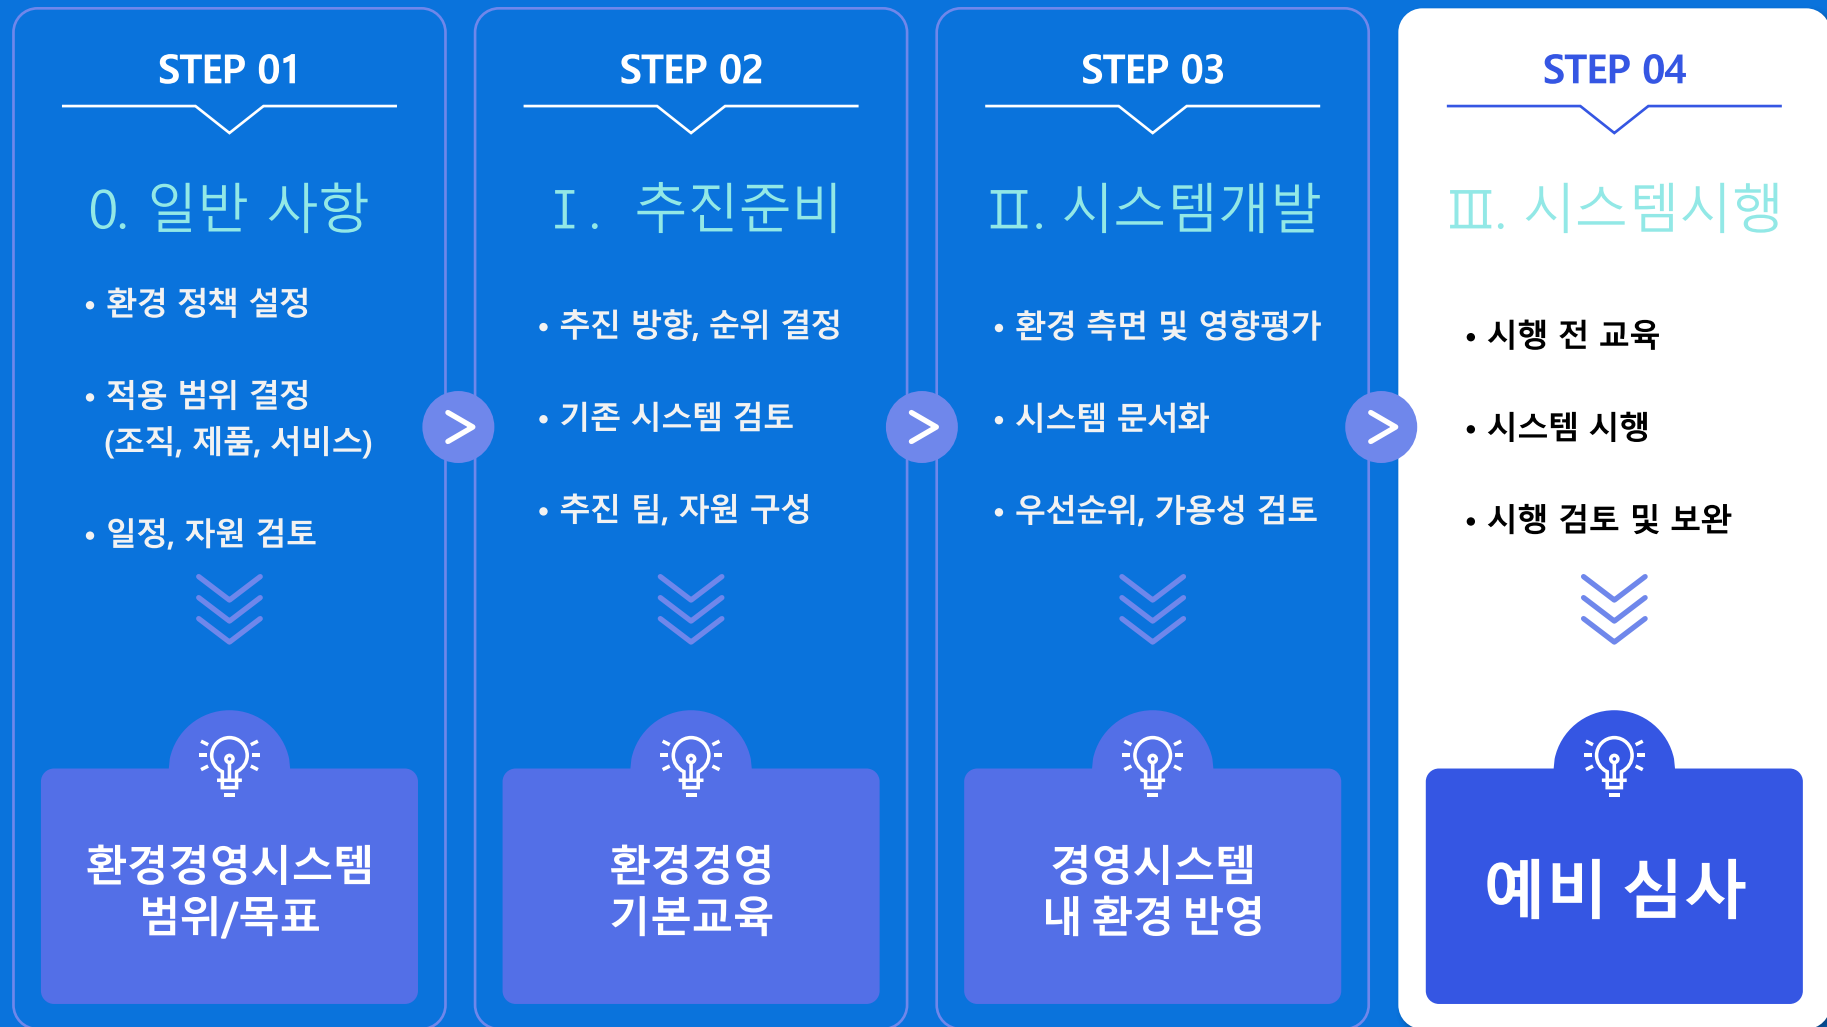 STEP 01
0. 일반 사항
• 환경 정책 설정
• 적용 범위 결정
(조직, 제품, 서비스)
• 일정, 자원 검토
환경경영시스템
범위/목표
>
STEP 02
Ⅰ. 추진준비
• 추진 방향, 순위 결정
• 기존 시스템 검토
• 추진 팀, 자원 구성
환경경영
기본교육
>
STEP 03
Ⅱ. 시스템개발
• 환경 측면 및 영향평가
• 시스템 문서화
• 우선순위, 가용성 검토
경영시스템
내 환경 반영
>
STEP 04
Ⅲ. 시스템시행
• 시행 전 교육
• 시스템 시행
• 시행 검토 및 보완
예비 심사